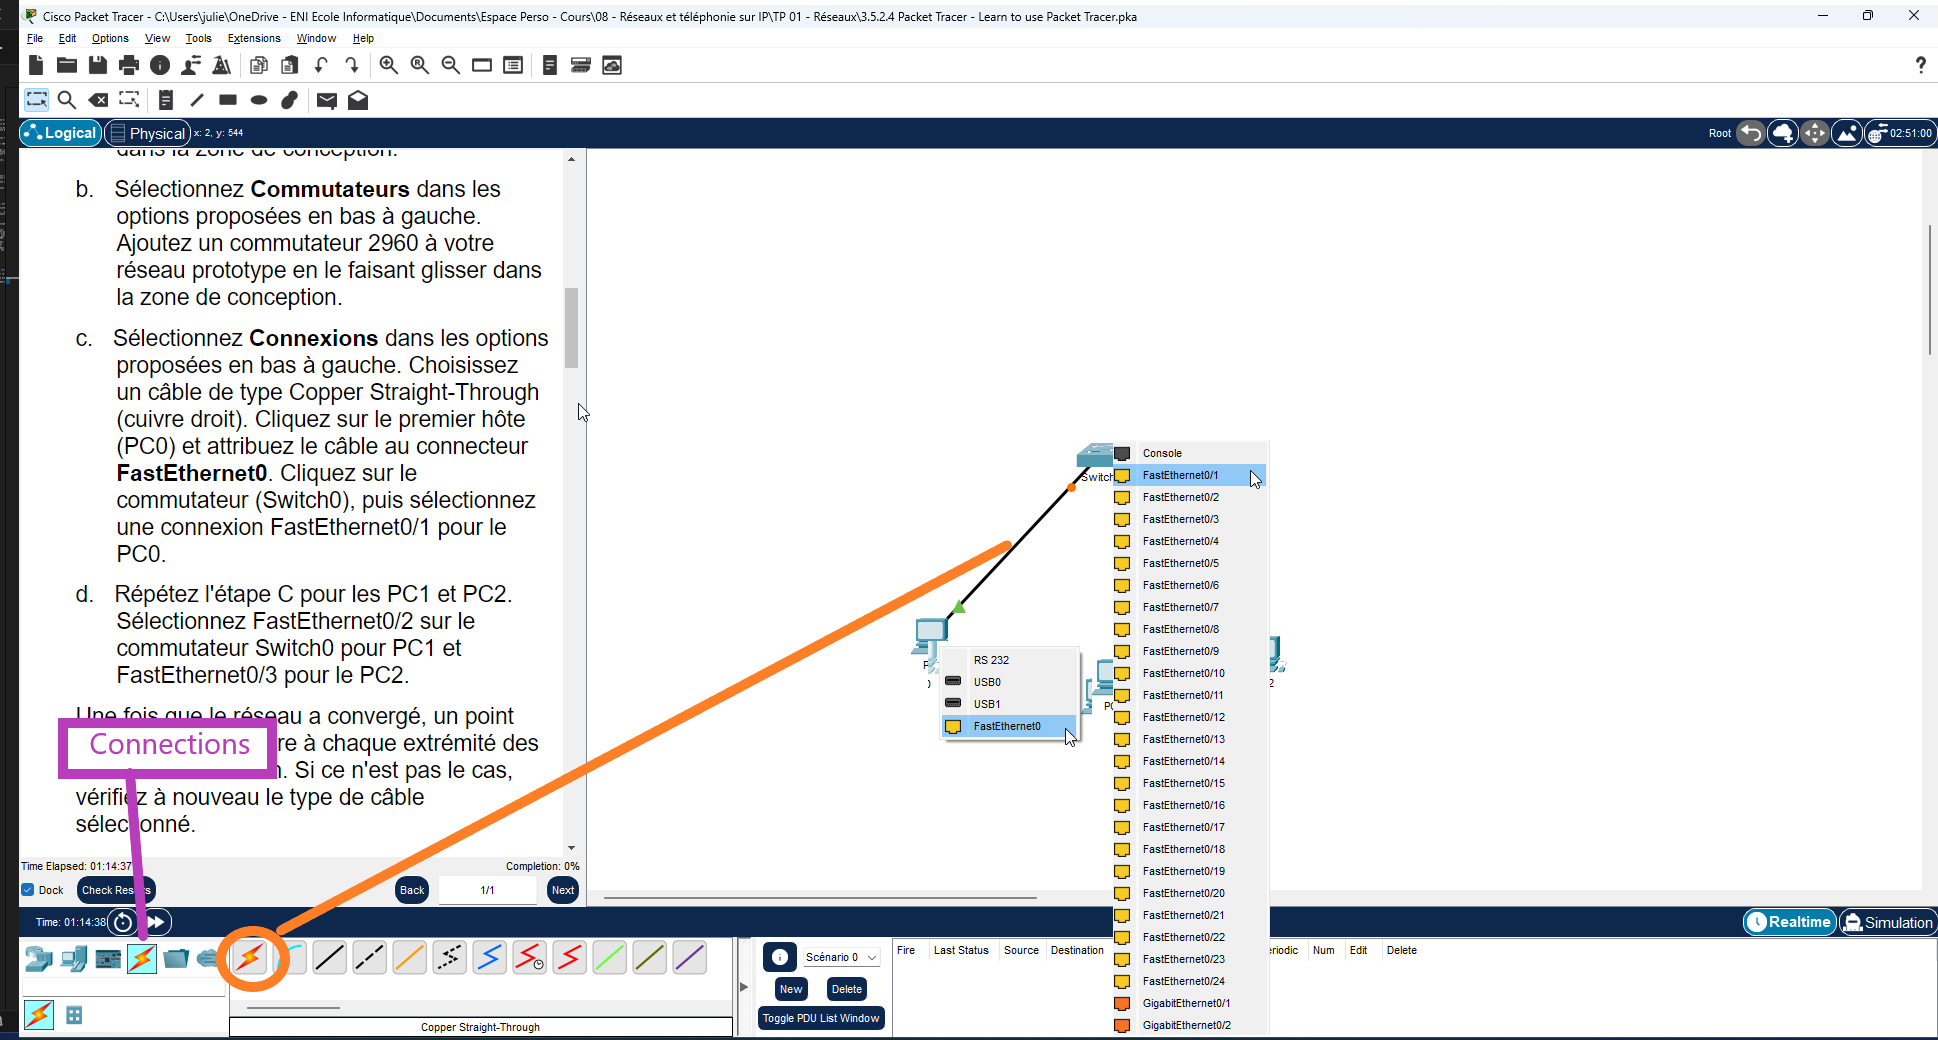 Cisco Packet Tracer - C:\Users\julie\OneDrive - ENI Ecole Informatique\Documents\Espace Perso - Cours\08 - Réseaux et téléphonie sur IP\TP 01 - Réseaux\3.5.2.4 Packet Tracer - Learn to use Packet Tracer.pka
File Edit Options View Tools Extensions Window Help
Logical Physical x: 2, y: 544
Root 02:51:00
dans la zone de conception.
b. Sélectionnez Commutateurs dans les
options proposées en bas à gauche.
Ajoutez un commutateur 2960 à votre
réseau prototype en le faisant glisser dans
la zone de conception.
c. Sélectionnez Connexions dans les options
proposées en bas à gauche. Choisissez
un câble de type Copper Straight-Through
(cuivre droit). Cliquez sur le premier hôte
(PC0) et attribuez le câble au connecteur
FastEthernet0. Cliquez sur le
commutateur (Switch0), puis sélectionnez
une connexion FastEthernet0/1 pour le
PC0.
d. Répétez l'étape C pour les PC1 et PC2.
Sélectionnez FastEthernet0/2 sur le
commutateur Switch0 pour PC1 et
FastEthernet0/3 pour le PC2.
Une fois que le réseau a convergé, un point
re à chaque extrémité des
. Si ce n'est pas le cas,
vérifiez à nouveau le type de câble
sélectionné.
Connections
Time Elapsed: 01:14:37
Completion: 0%
Dock Check Results Back 1/1 Next
Switch
Console
FastEthernet0/1
FastEthernet0/2
FastEthernet0/3
FastEthernet0/4
FastEthernet0/5
FastEthernet0/6
FastEthernet0/7
FastEthernet0/8
FastEthernet0/9
FastEthernet0/10
FastEthernet0/11
FastEthernet0/12
FastEthernet0/13
FastEthernet0/14
FastEthernet0/15
FastEthernet0/16
FastEthernet0/17
FastEthernet0/18
FastEthernet0/19
FastEthernet0/20
FastEthernet0/21
FastEthernet0/22
FastEthernet0/23
FastEthernet0/24
GigabitEthernet0/1
GigabitEthernet0/2
RS 232
USB0
USB1
FastEthernet0
2
Time: 01:14:38
Realtime Simulation
Scénario 0
New Delete
Toggle PDU List Window
Fire Last Status Source Destination eriodic Num Edit Delete
Copper Straight-Through